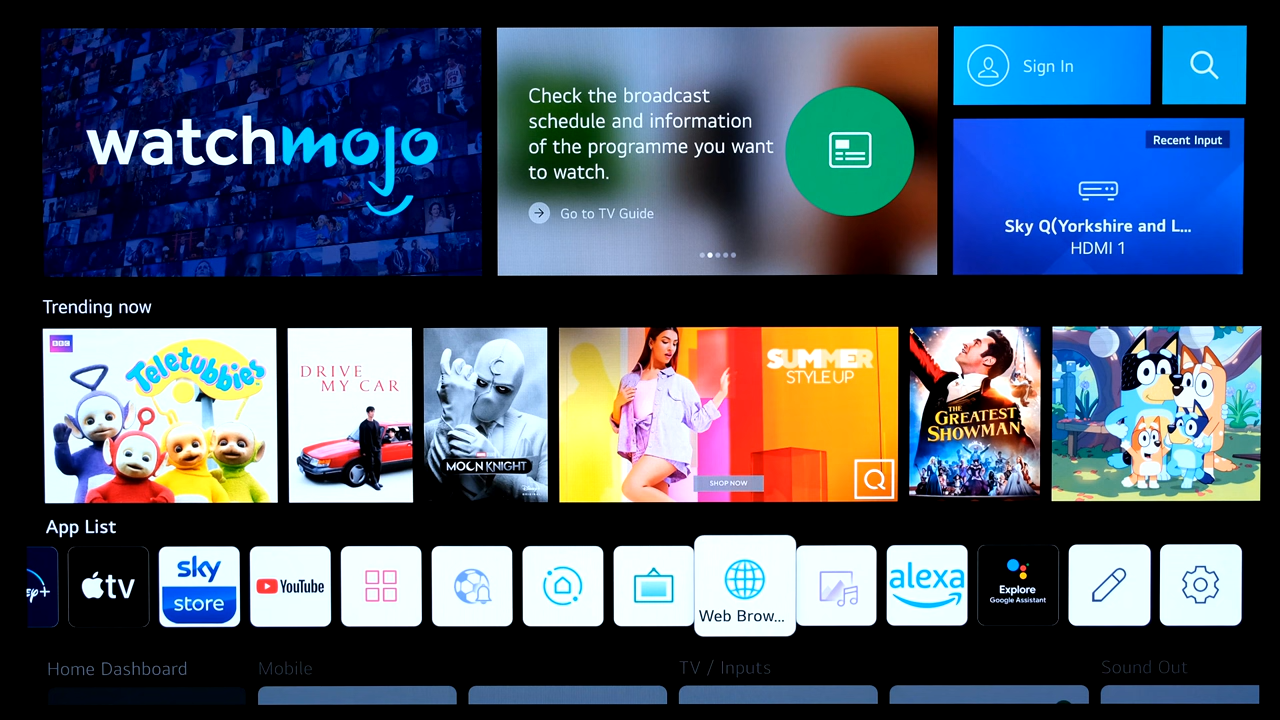 watchmojo
Check the broadcast
schedule and information
of the programme you want
to watch.
Go to TV Guide
Sign In
Recent Input
Sky Q(Yorkshire and L...
HDMI 1
Trending now
BBC
Teletubbies
DRIVE
MY CAR
MOON KNIGHT
SUMMER
STYLE UP
SHOP NOW
Q
THE
GREATEST
SHOWMAN
App List
tv
sky
store
YouTube
Web Brow...
alexa
Explore
Google Assistant
Home Dashboard
Mobile
TV / Inputs
Sound Out